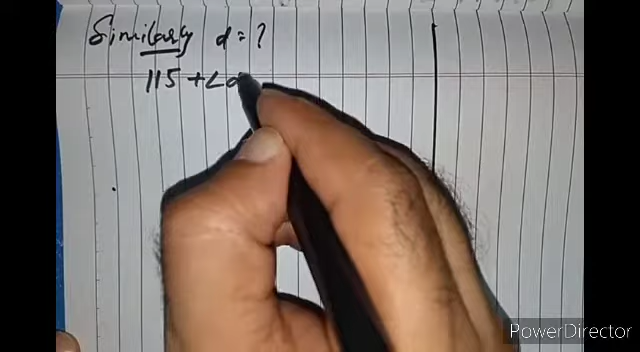 Similarly d = ?
115 + ∠d
PowerDirector